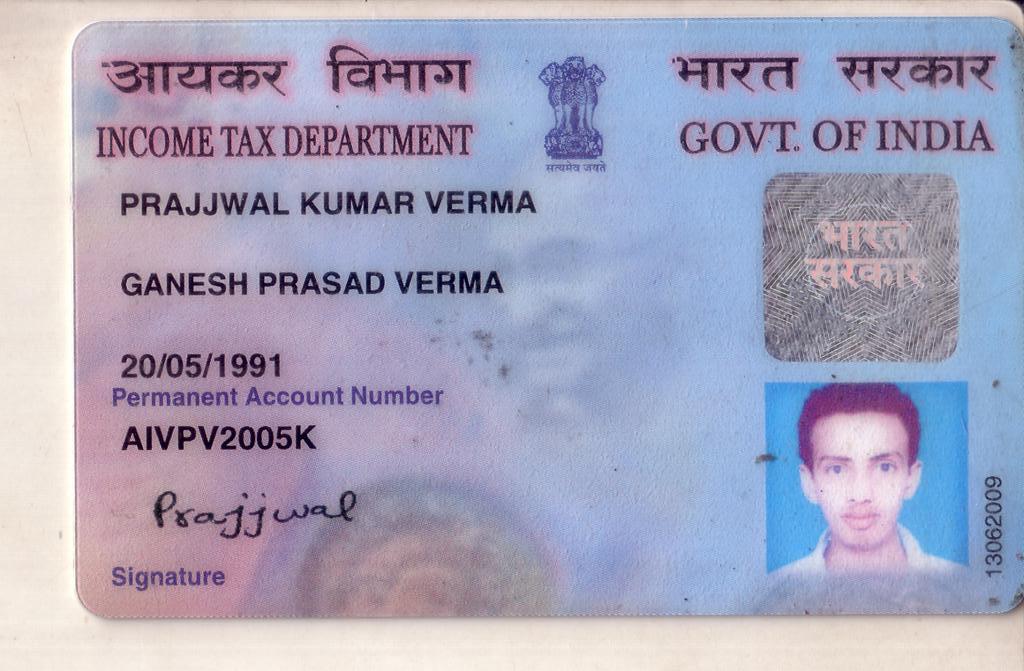 आयकर विभाग
INCOME TAX DEPARTMENT
सत्यमेव जयते
भारत सरकार
GOVT. OF INDIA
PRAJJWAL KUMAR VERMA
GANESH PRASAD VERMA
20/05/1991
Permanent Account Number
AIVPV2005K
Prajjwal
Signature
भारत
सरकार
13062009